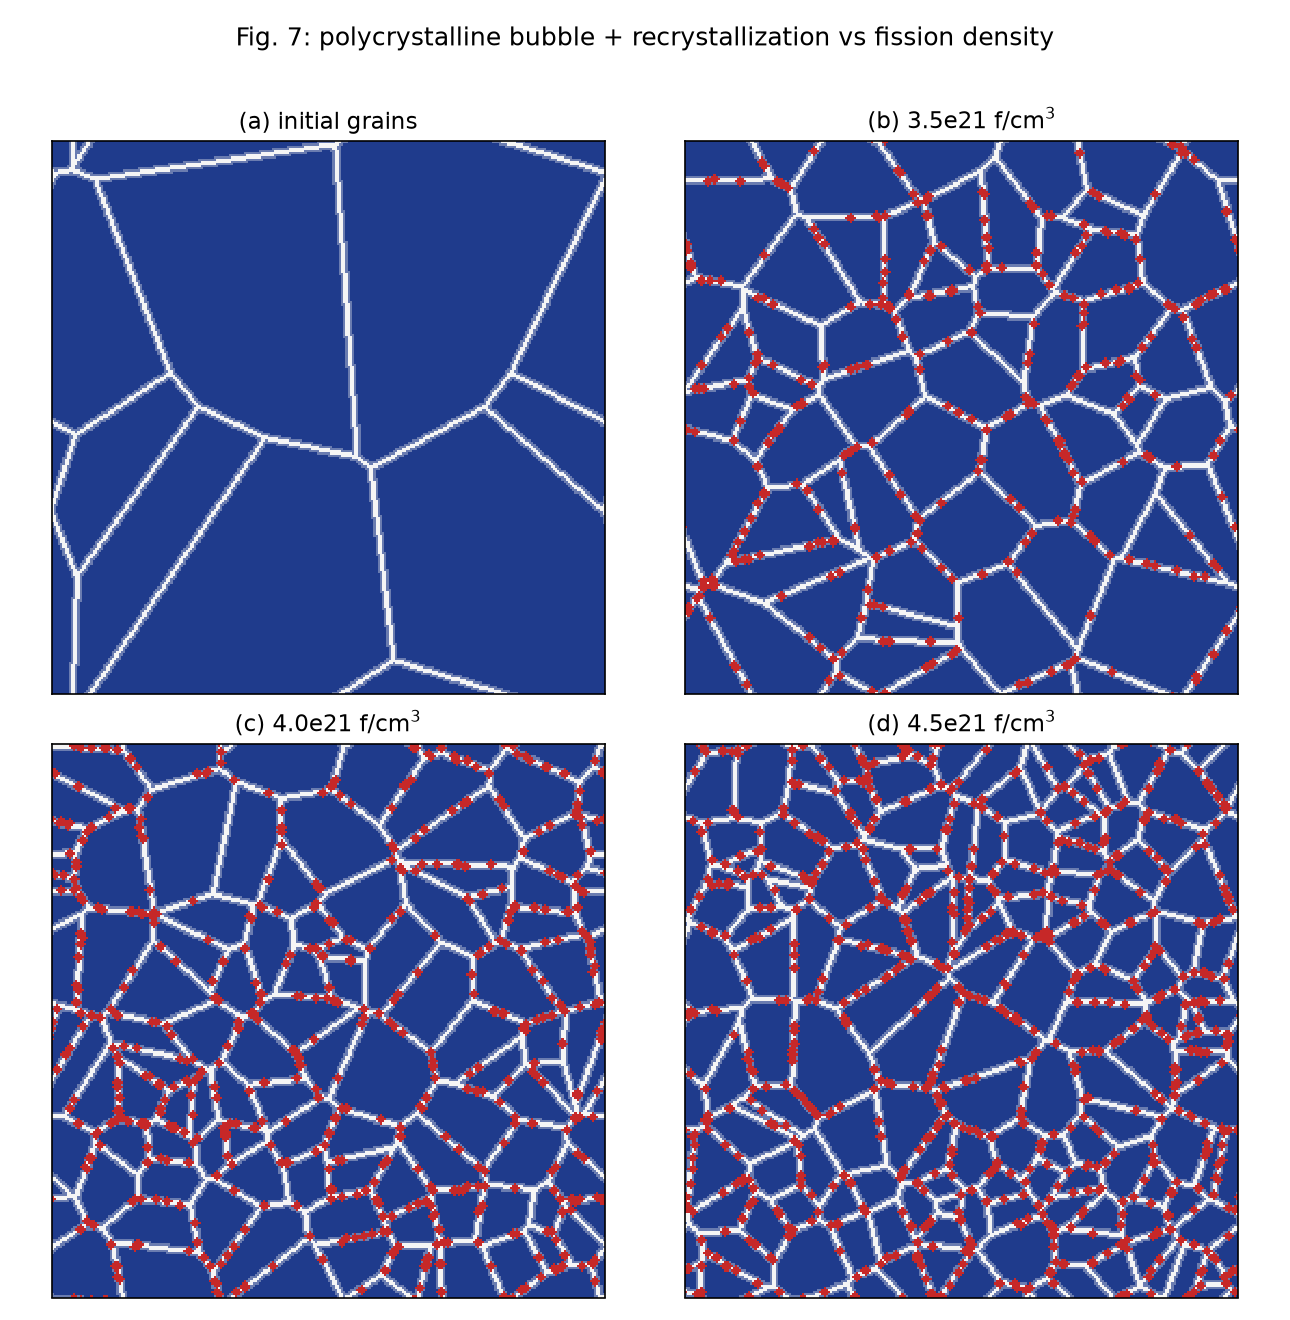 Fig. 7: polycrystalline bubble + recrystallization vs fission density
(a) initial grains
(b) 3.5e21 f/cm³
(c) 4.0e21 f/cm³
(d) 4.5e21 f/cm³